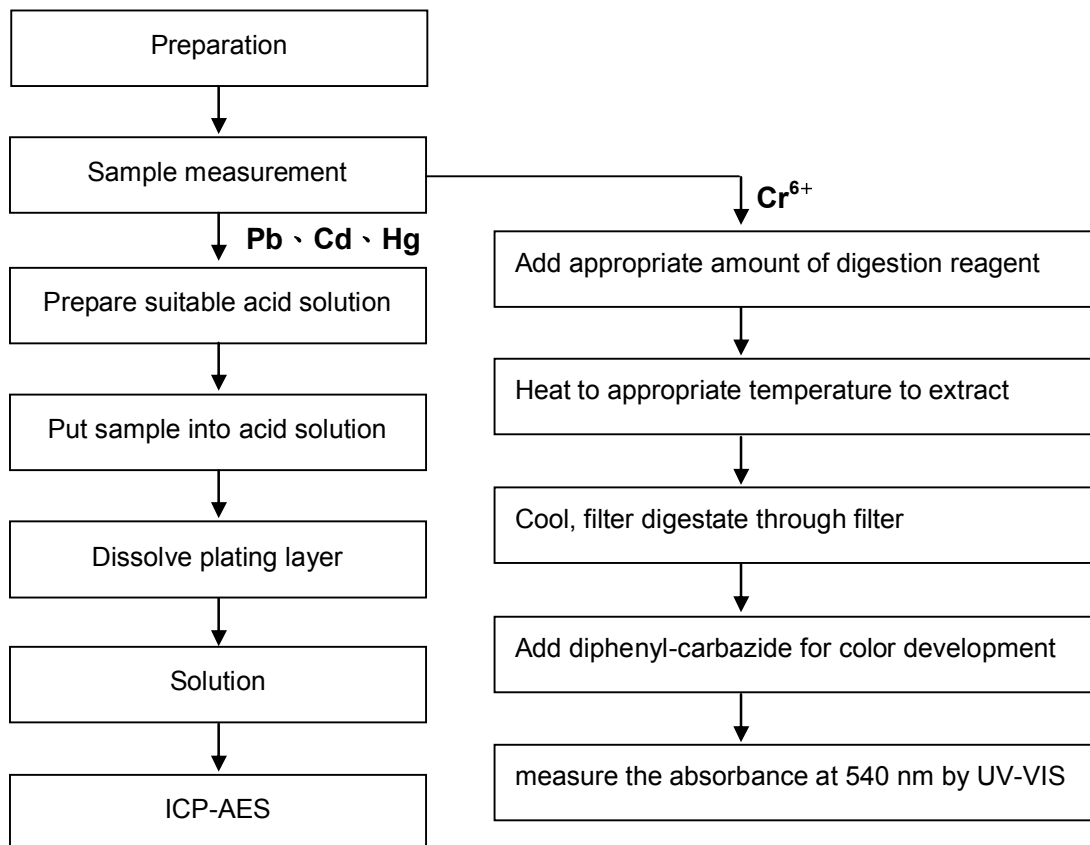 Preparation
Sample measurement
Pb、Cd、Hg
Prepare suitable acid solution
Put sample into acid solution
Dissolve plating layer
Solution
ICP-AES
Cr⁶⁺
Add appropriate amount of digestion reagent
Heat to appropriate temperature to extract
Cool, filter digestate through filter
Add diphenyl-carbazide for color development
measure the absorbance at 540 nm by UV-VIS